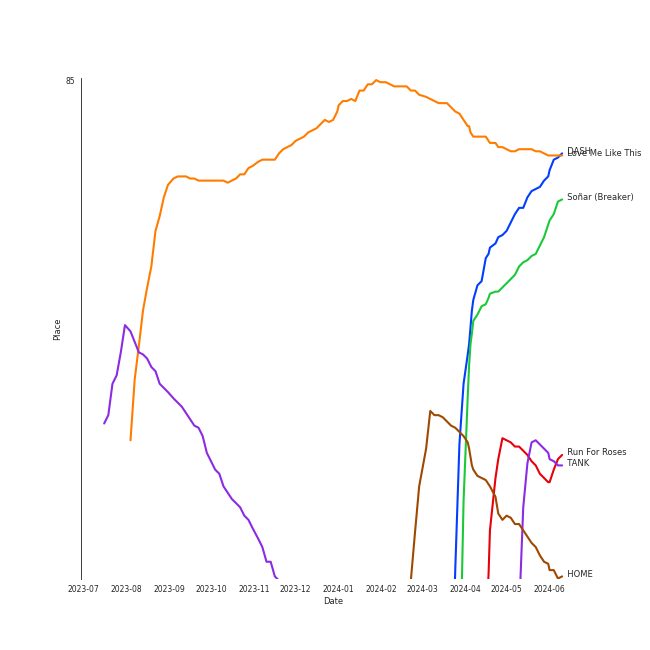 85
Place
DASH
Love Me Like This
Soñar (Breaker)
Run For Roses
TANK
HOME
2023-07 2023-08 2023-09 2023-10 2023-11 2023-12 2024-01 2024-02 2024-03 2024-04 2024-05 2024-06
Date